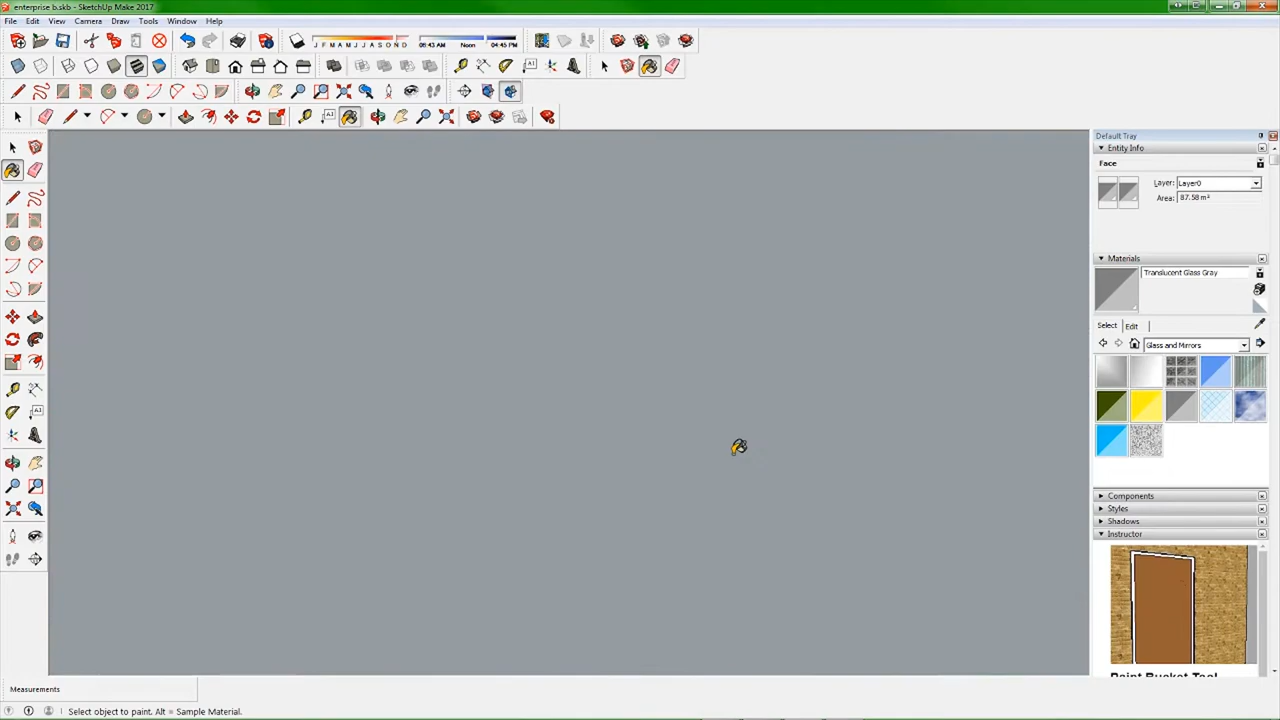 enterprise b.skb - SketchUp Make 2017
File Edit View Camera Draw Tools Window Help
J F M A M J J A S O N D
06:43 AM Noon 04:45 PM
Default Tray
Entity Info
Face
Layer: Layer0
Area: 87.58 m²
Materials
Translucent Glass Gray
Select Edit
Glass and Mirrors
Components
Styles
Shadows
Instructor
Paint Bucket Tool
Measurements
Select object to paint. Alt = Sample Material.